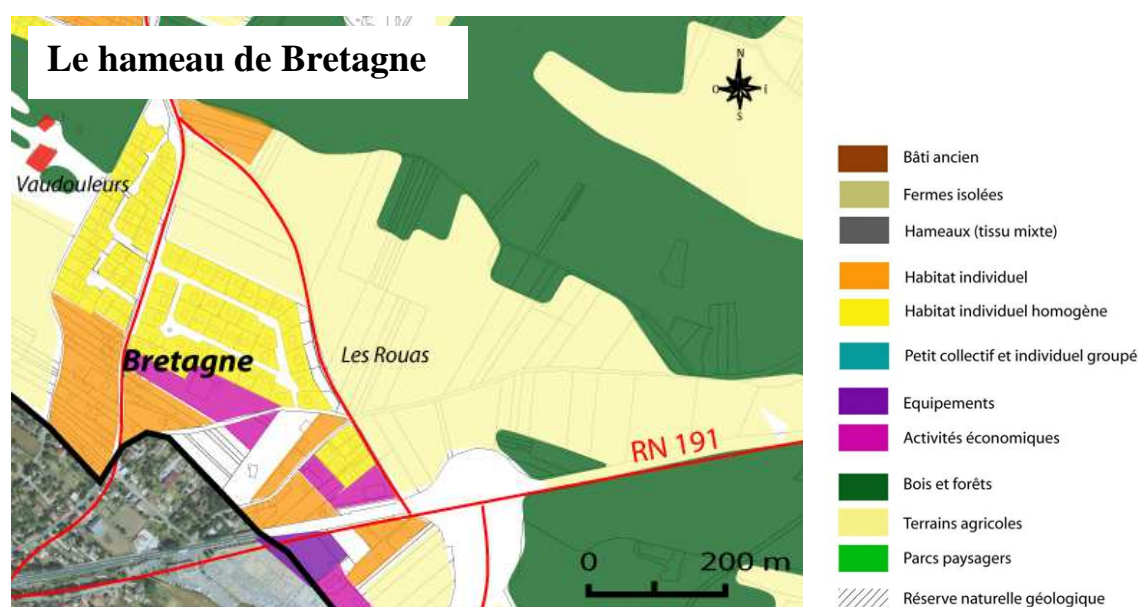 Le hameau de Bretagne
N
O
I
S
Vaudouleurs
Bretagne
Les Rouas
RN 191
0 200 m
Bâti ancien
Fermes isolées
Hameaux (tissu mixte)
Habitat individuel
Habitat individuel homogène
Petit collectif et individuel groupé
Equipements
Activités économiques
Bois et forêts
Terrains agricoles
Parcs paysagers
Réserve naturelle géologique